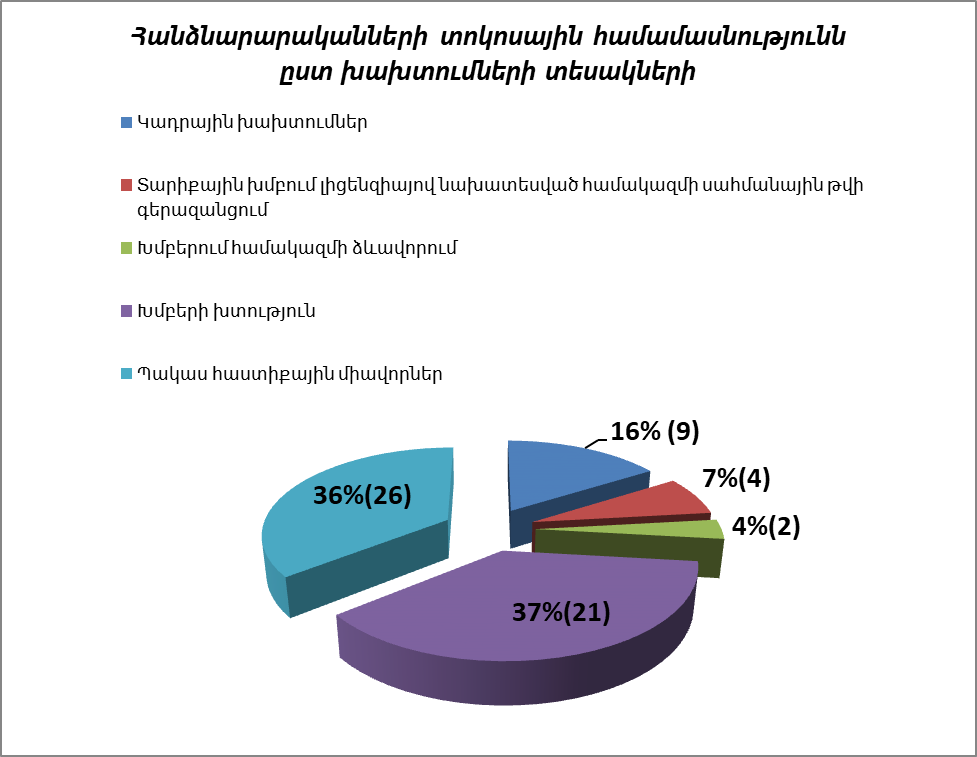 Հանձնարարականների տոկոսային համամասնությունն
ըստ խախտումների տեսակների
Կադրային խախտումներ
Տարիքային խմբում լիցենզիայով նախատեսված համակազմի սահմանային թվի
գերազանցում
Խմբերում համակազմի ձևավորում
Խմբերի խտություն
Պակաս հաստիքային միավորներ
16% (9)
7%(4)
4%(2)
36%(26)
37%(21)